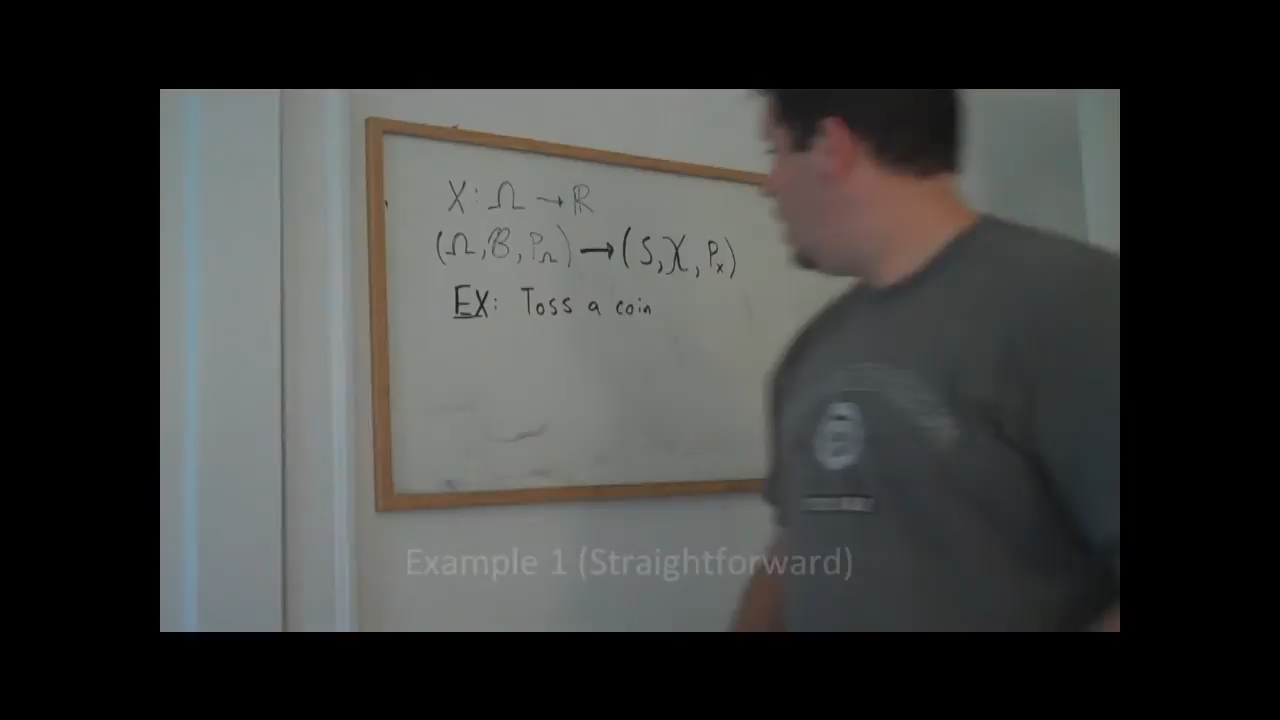 X: Ω → ℝ
(Ω, ℬ, P_Ω) → (S, 𝒳, P_x)
EX: Toss a coin
Example 1 (Straightforward)